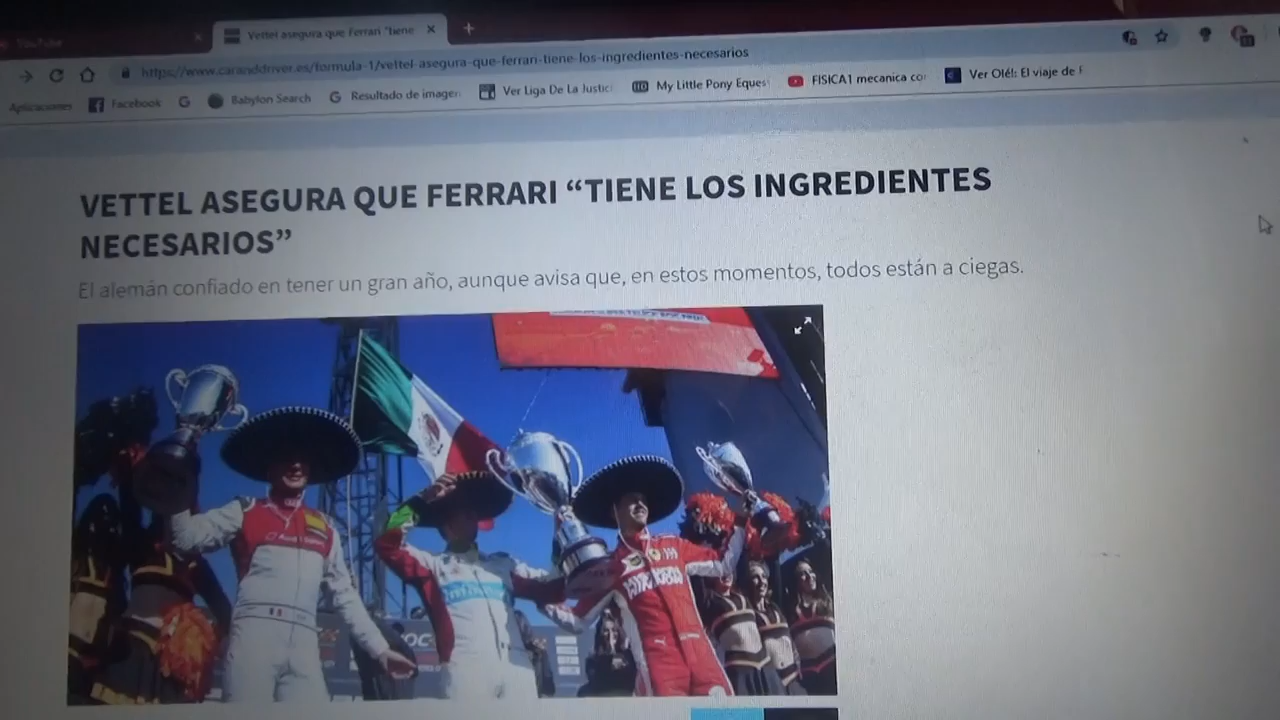 YouTube
Vettel asegura que Ferrari "tiene
https://www.caranddriver.es/formula-1/vettel-asegura-que-ferrari-tiene-los-ingredientes-necesarios
Aplicaciones Facebook Babylon Search Resultado de imagen Ver Liga De La Justici My Little Pony Eques FISICA1 mecanica co Ver Olé!: El viaje de F
VETTEL ASEGURA QUE FERRARI “TIENE LOS INGREDIENTES
NECESARIOS”
El alemán confiado en tener un gran año, aunque avisa que, en estos momentos, todos están a ciegas.